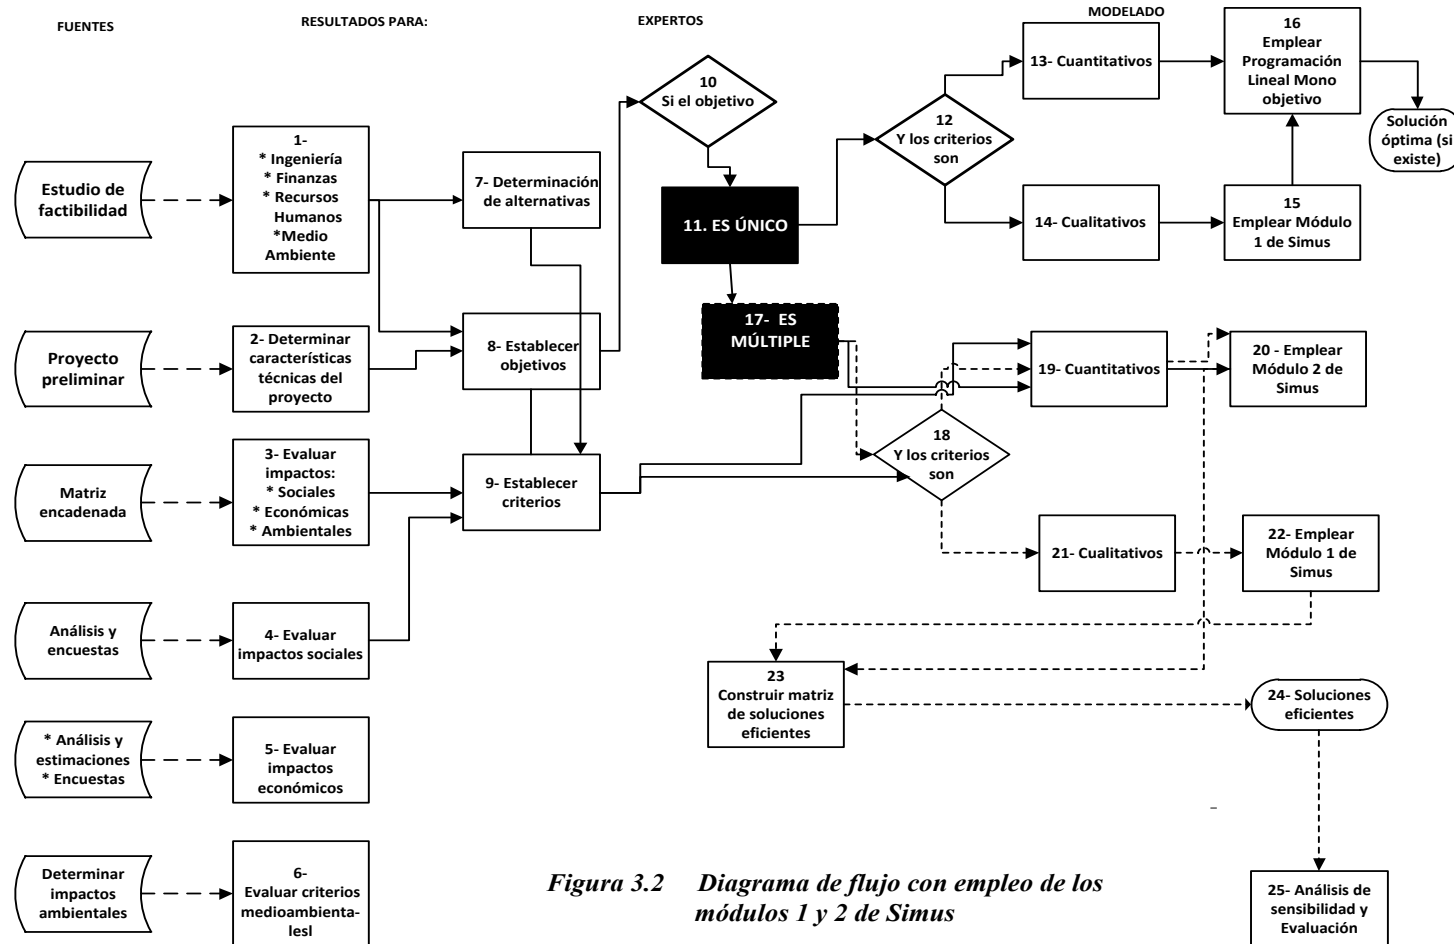 FUENTES
RESULTADOS PARA:
EXPERTOS
MODELADO
Estudio de
factibilidad
Proyecto
preliminar
Matriz
encadenada
Análisis y
encuestas
* Análisis y
estimaciones
* Encuestas
Determinar
impactos
ambientales
1-
* Ingeniería
* Finanzas
* Recursos
Humanos
*Medio
Ambiente
2- Determinar
características
técnicas del
proyecto
3- Evaluar
impactos:
* Sociales
* Económicas
* Ambientales
4- Evaluar
impactos sociales
5- Evaluar
impactos
económicos
6-
Evaluar criterios
medioambienta-
lesl
7- Determinación
de alternativas
8- Establecer
objetivos
9- Establecer
criterios
10
Si el objetivo
11. ES ÚNICO
17- ES
MÚLTIPLE
12
Y los criterios
son
13- Cuantitativos
14- Cualitativos
15
Emplear Módulo
1 de Simus
16
Emplear
Programación
Lineal Mono
objetivo
Solución
óptima (si
existe)
18
Y los criterios
son
19- Cuantitativos
20 - Emplear
Módulo 2 de
Simus
21- Cualitativos
22- Emplear
Módulo 1 de
Simus
23
Construir matriz
de soluciones
eficientes
24- Soluciones
eficientes
25- Análisis de
sensibilidad y
Evaluación
Figura 3.2 Diagrama de flujo con empleo de los
módulos 1 y 2 de Simus